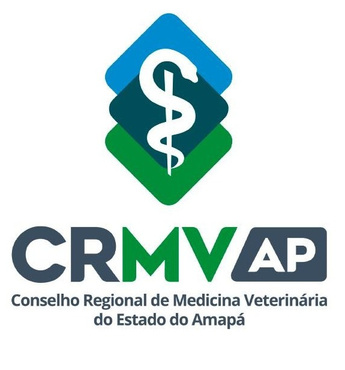 CRMV AP
Conselho Regional de Medicina Veterinária
do Estado do Amapá